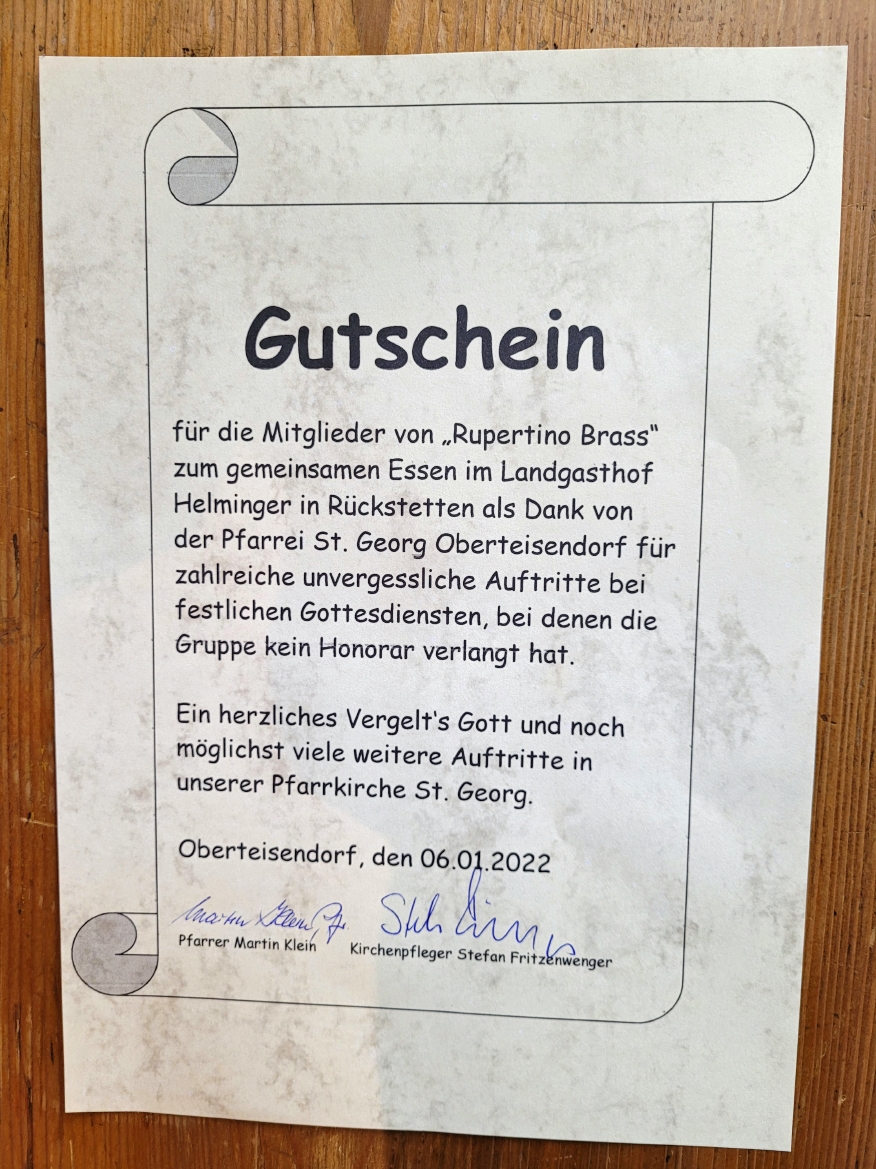 Gutschein
für die Mitglieder von „Rupertino Brass“
zum gemeinsamen Essen im Landgasthof
Helminger in Rückstetten als Dank von
der Pfarrei St. Georg Oberteisendorf für
zahlreiche unvergessliche Auftritte bei
festlichen Gottesdiensten, bei denen die
Gruppe kein Honorar verlangt hat.
Ein herzliches Vergelt‘s Gott und noch
möglichst viele weitere Auftritte in
unserer Pfarrkirche St. Georg.
Oberteisendorf, den 06.01.2022
Martin Klein, Pfr.
Pfarrer Martin Klein Kirchenpfleger Stefan Fritzenwenger